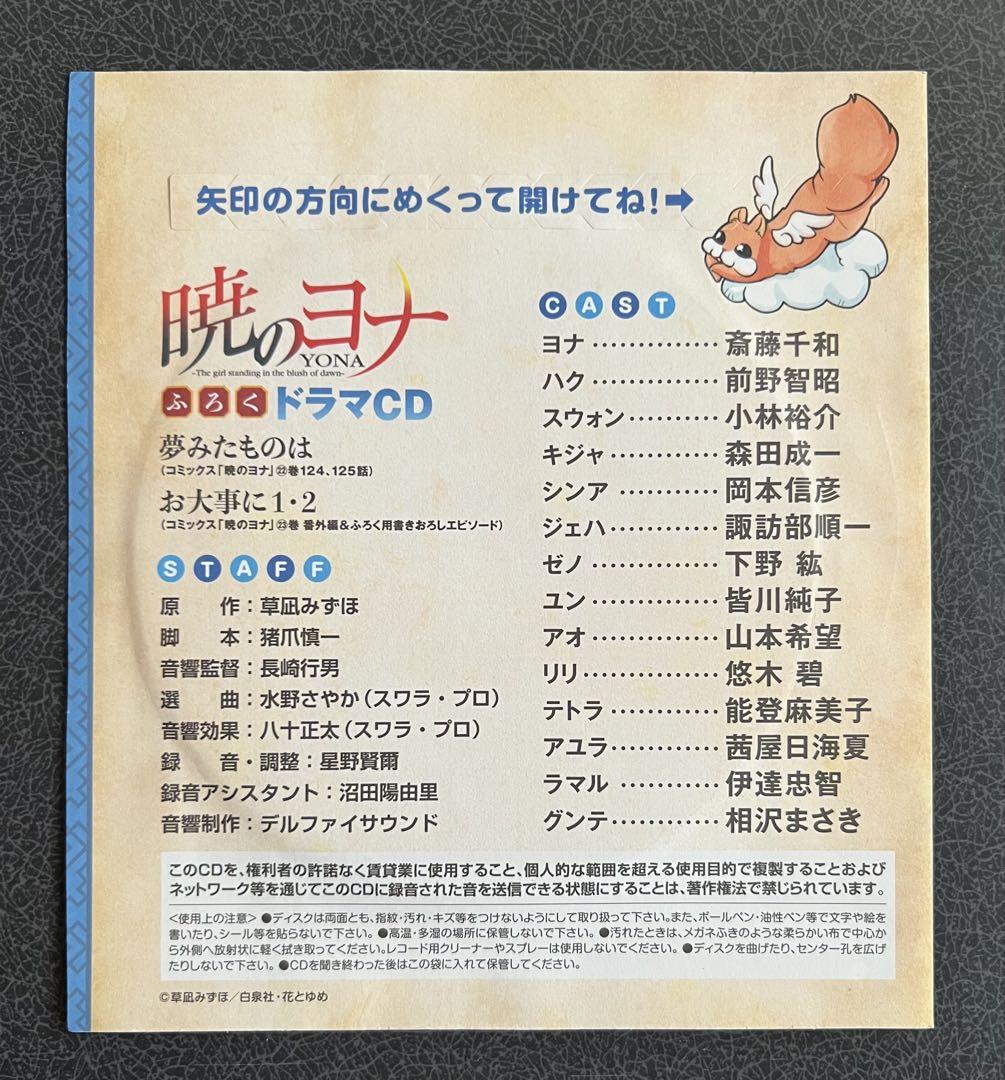 矢印の方向にめくって開けてね!➡
暁のヨナ
YONA
~The girl standing in the blush of dawn~
ふろくドラマCD
夢みたものは
(コミックス「暁のヨナ」㉒巻124、125話)
お大事に1・2
(コミックス「暁のヨナ」㉓巻 番外編&ふろく用書きおろしエピソード)
STAFF
原 作:草凪みずほ
脚 本:猪爪慎一
音響監督:長崎行男
選 曲:水野さやか(スワラ・プロ)
音響効果:八十正太(スワラ・プロ)
録 音・調整:星野賢爾
録音アシスタント:沼田陽由里
音響制作:デルファイサウンド
CAST
ヨナ…………斎藤千和
ハク…………前野智昭
スウォン…………小林裕介
キジャ…………森田成一
シンア…………岡本信彦
ジェハ…………諏訪部順一
ゼノ…………下野 紘
ユン…………皆川純子
アオ…………山本希望
リリ…………悠木 碧
テトラ…………能登麻美子
アユラ…………茜屋日海夏
ラマル…………伊達忠智
グンテ…………相沢まさき
このCDを、権利者の許諾なく賃貸業に使用すること、個人的な範囲を超える使用目的で複製することおよび
ネットワーク等を通じてこのCDに録音された音を送信できる状態にすることは、著作権法で禁じられています。
<使用上の注意> ●ディスクは両面とも、指紋・汚れ・キズ等をつけないようにして取り扱って下さい。また、ボールペン・油性ペン等で文字や絵を
書いたり、シール等を貼らないで下さい。 ●高温・多湿の場所に保管しないで下さい。 ●汚れたときは、メガネふきのような柔らかい布で中心か
ら外側へ放射状に軽く拭き取ってください。レコード用クリーナーやスプレーは使用しないでください。 ●ディスクを曲げたり、センター孔を広げ
たりしないで下さい。 ●CDを聞き終わった後はこの袋に入れて保管してください。
©草凪みずほ/白泉社・花とゆめ